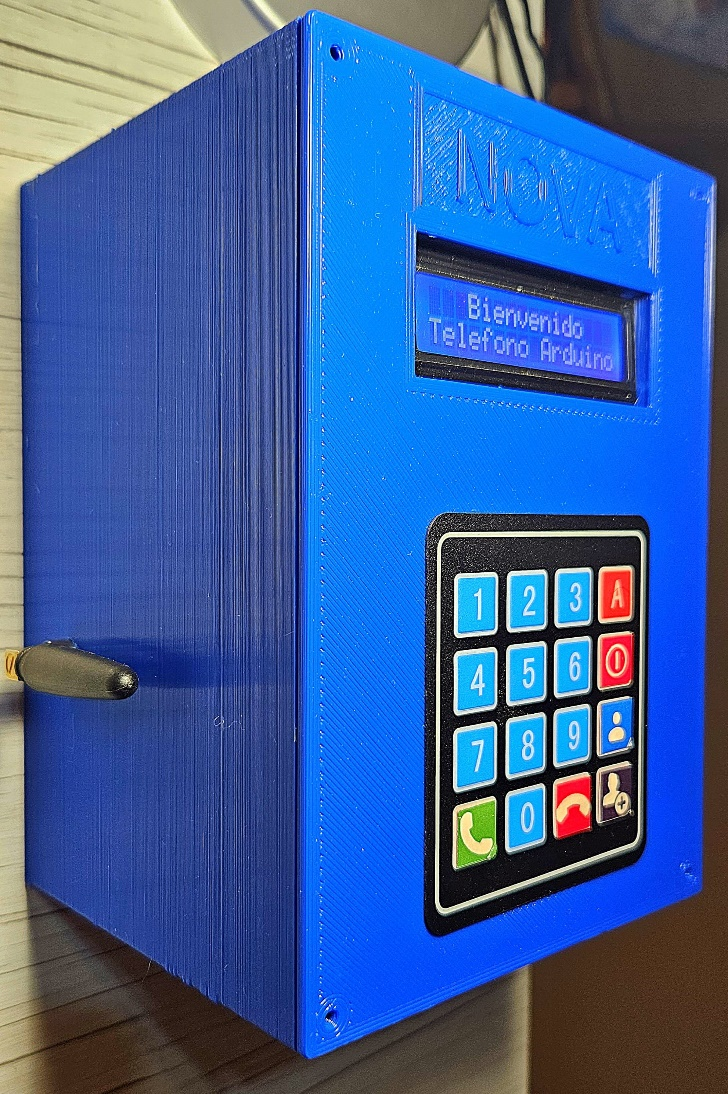 NOVA
Bienvenido
Telefono Arduino
1 2 3 A
4 5 6
7 8 9
0